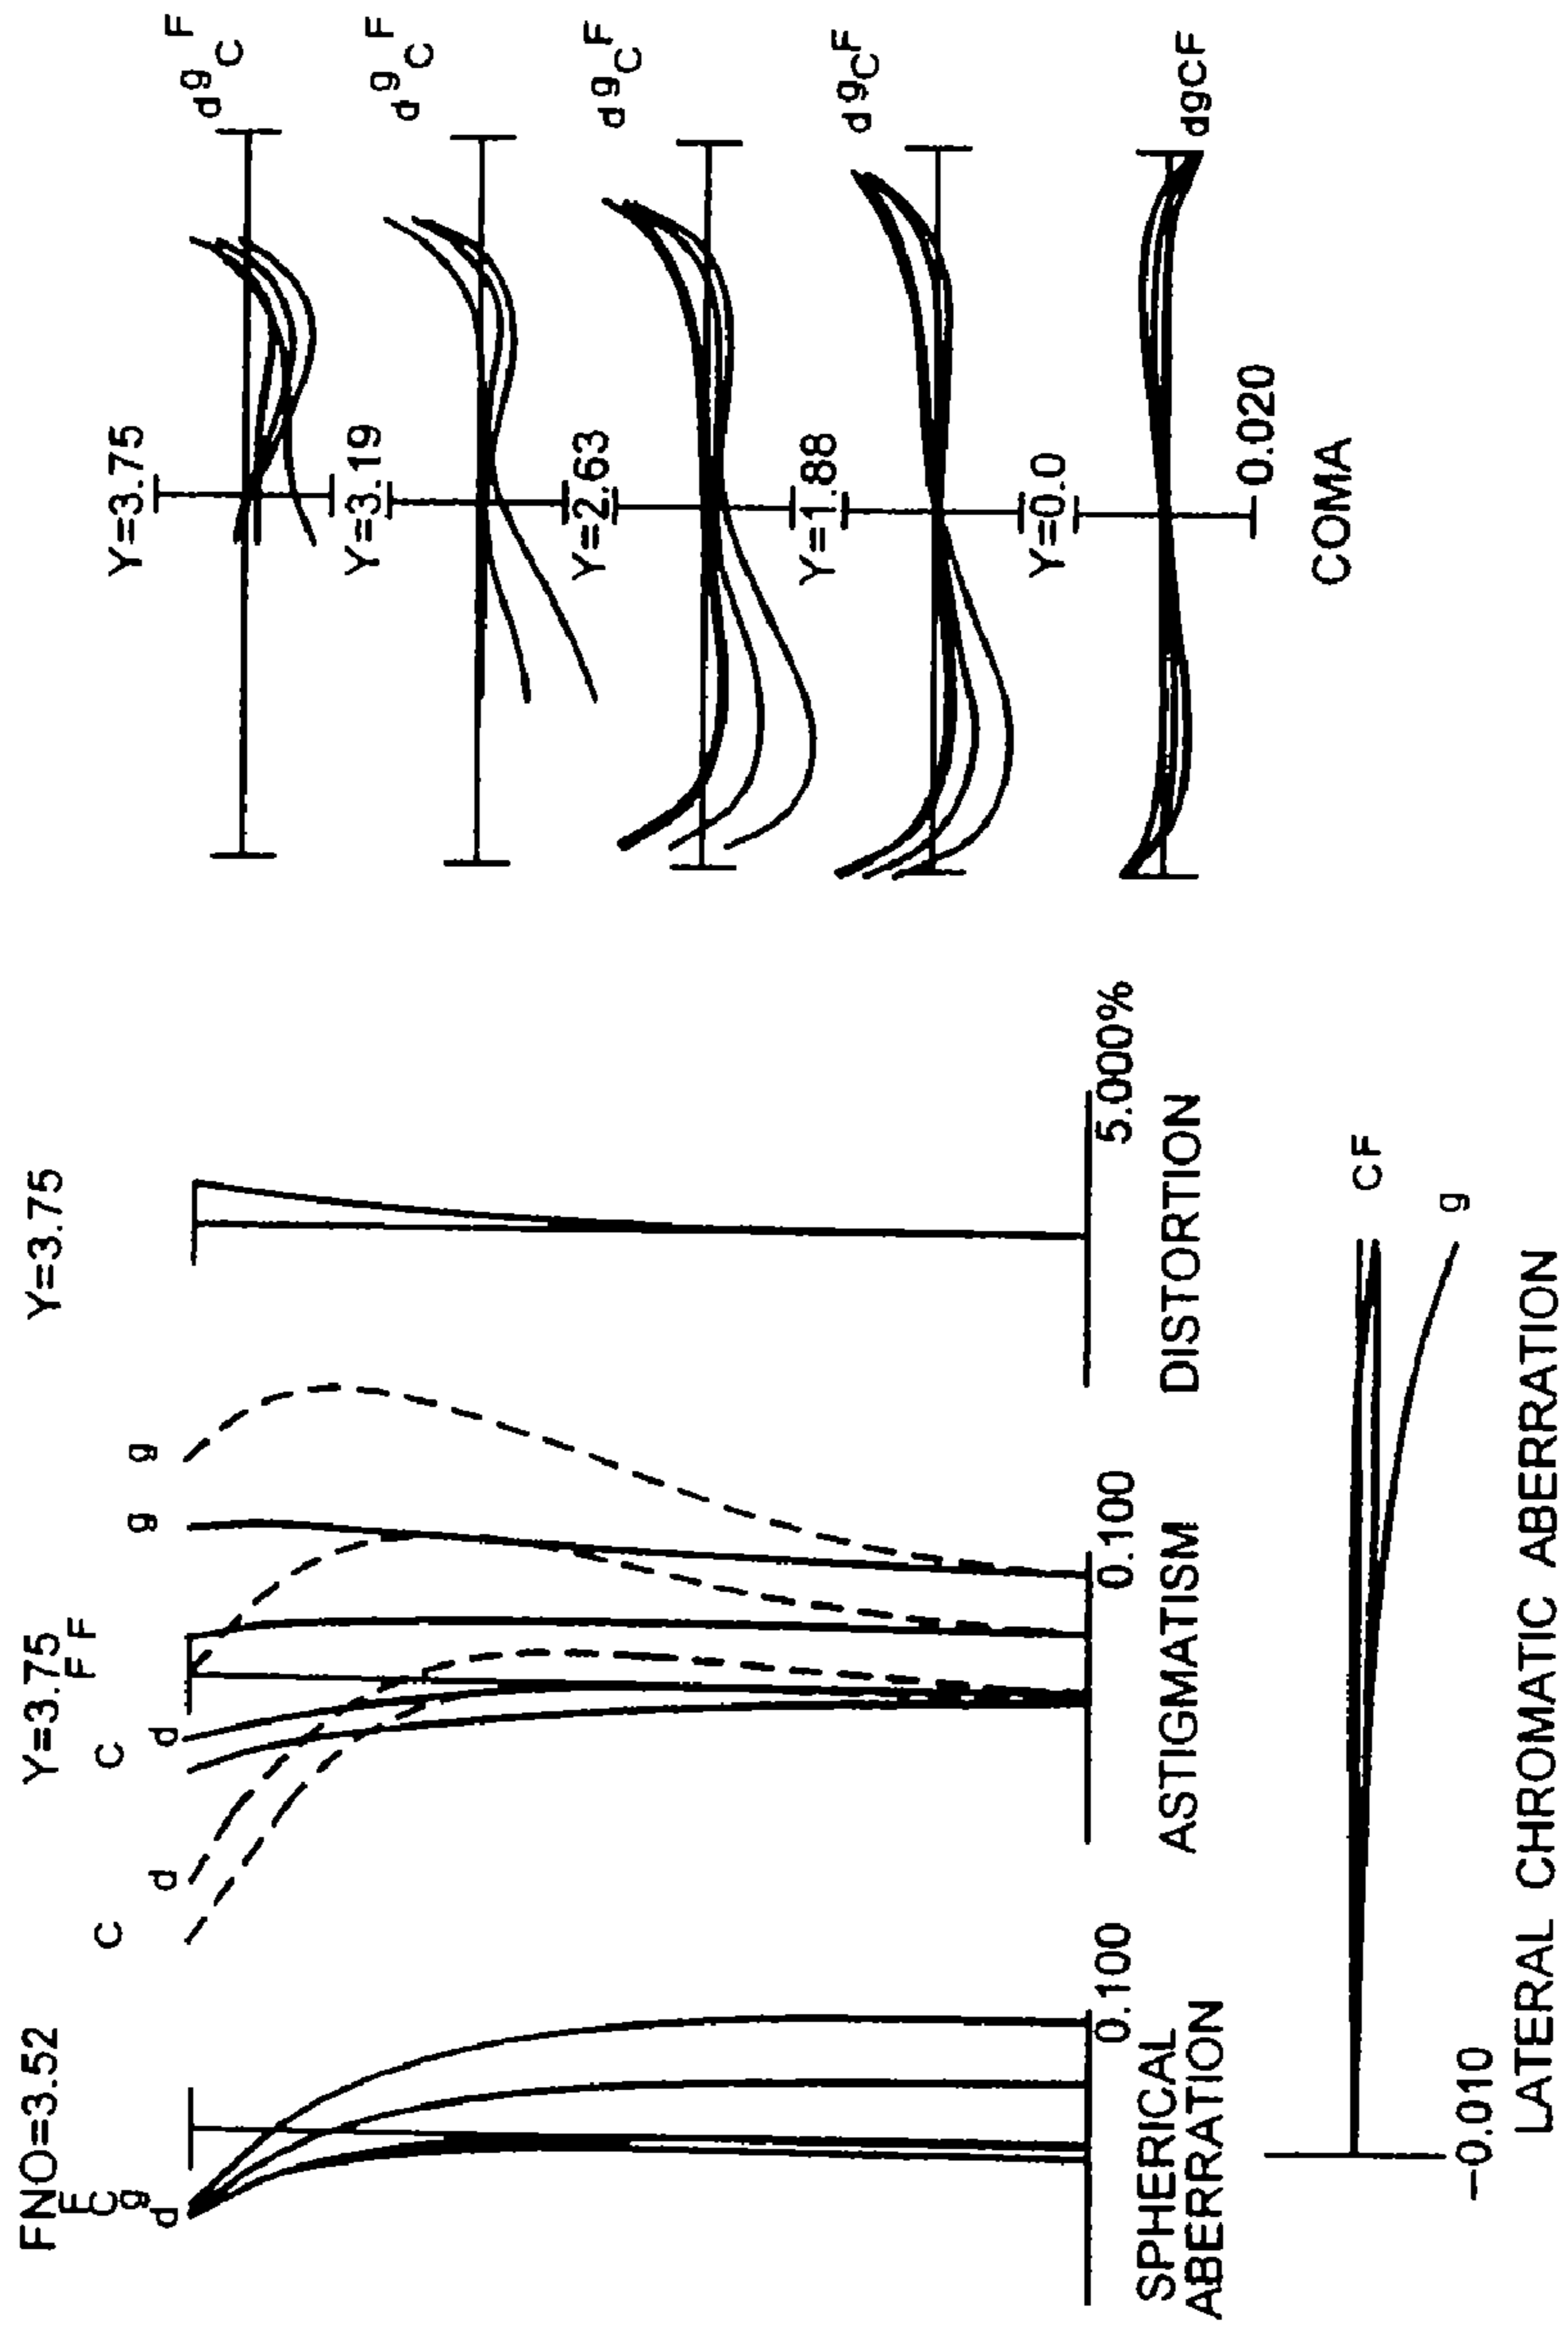 FNO=3.52
F
C
g
d
SPHERICAL
ABERRATION
0.100
Y=3.75
F F
C
d
C
d
g
g
ASTIGMATISM
0.100
Y=3.75
DISTORTION
5.000%
Y=3.75
d g C F
Y=3.19
d g C F
Y=2.63
d g C F
Y=1.88
d g C F
Y=0.0
dgCF
0.020
COMA
C F
g
-0.010
LATERAL CHROMATIC ABERRATION